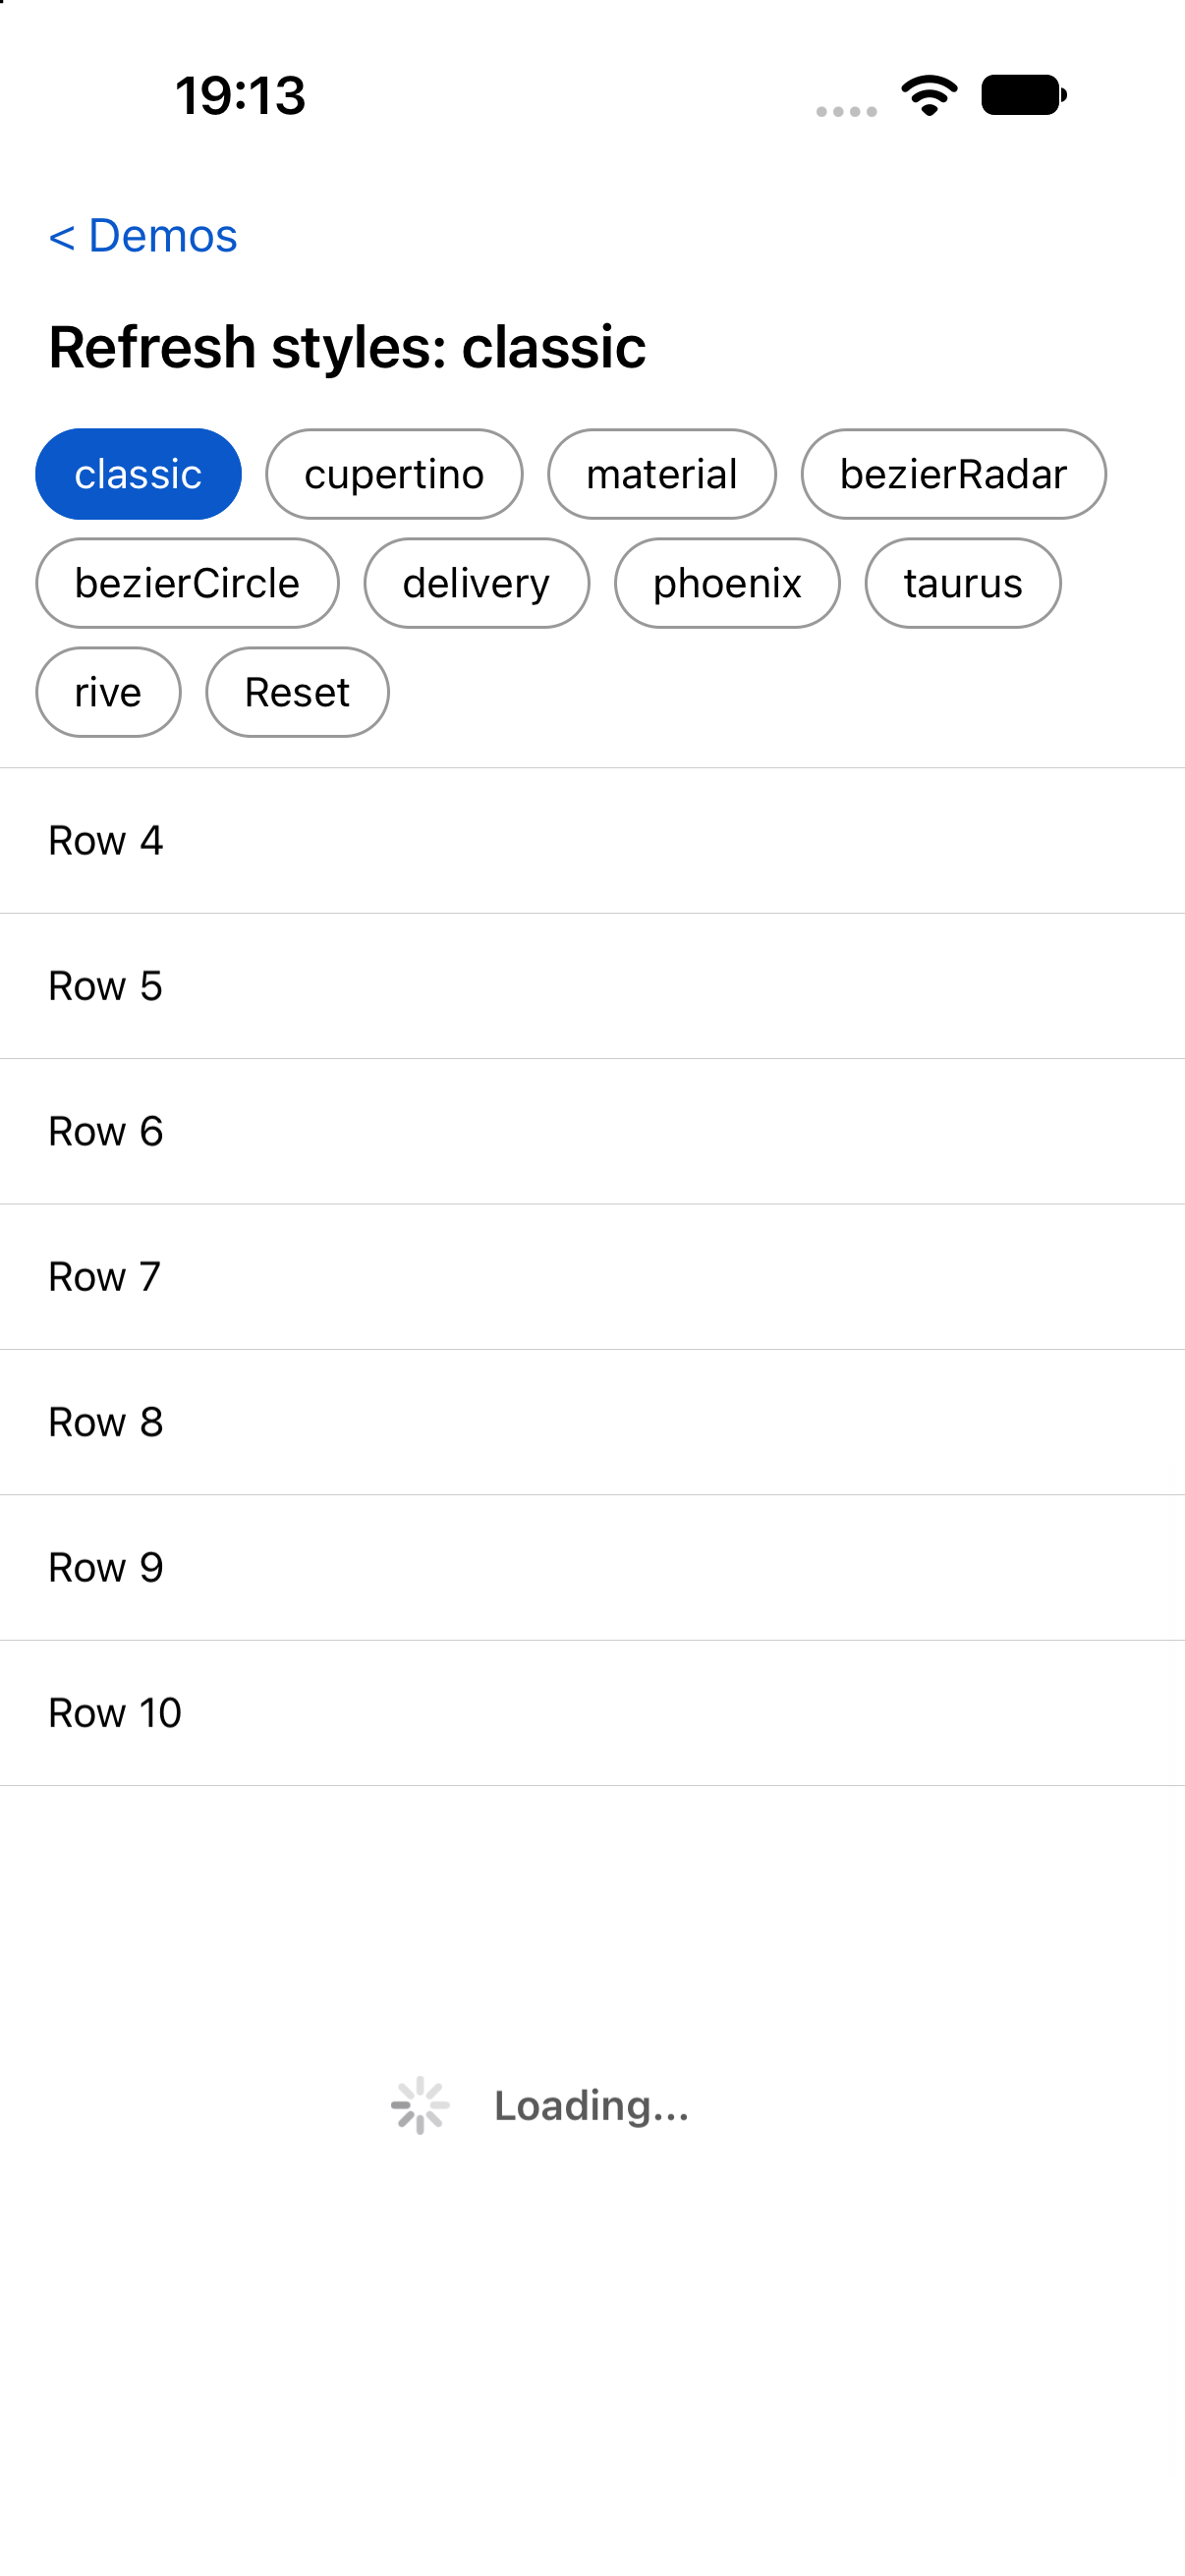 19:13
< Demos
Refresh styles: classic
classic cupertino material bezierRadar
bezierCircle delivery phoenix taurus
rive Reset
Row 4
Row 5
Row 6
Row 7
Row 8
Row 9
Row 10
Loading...